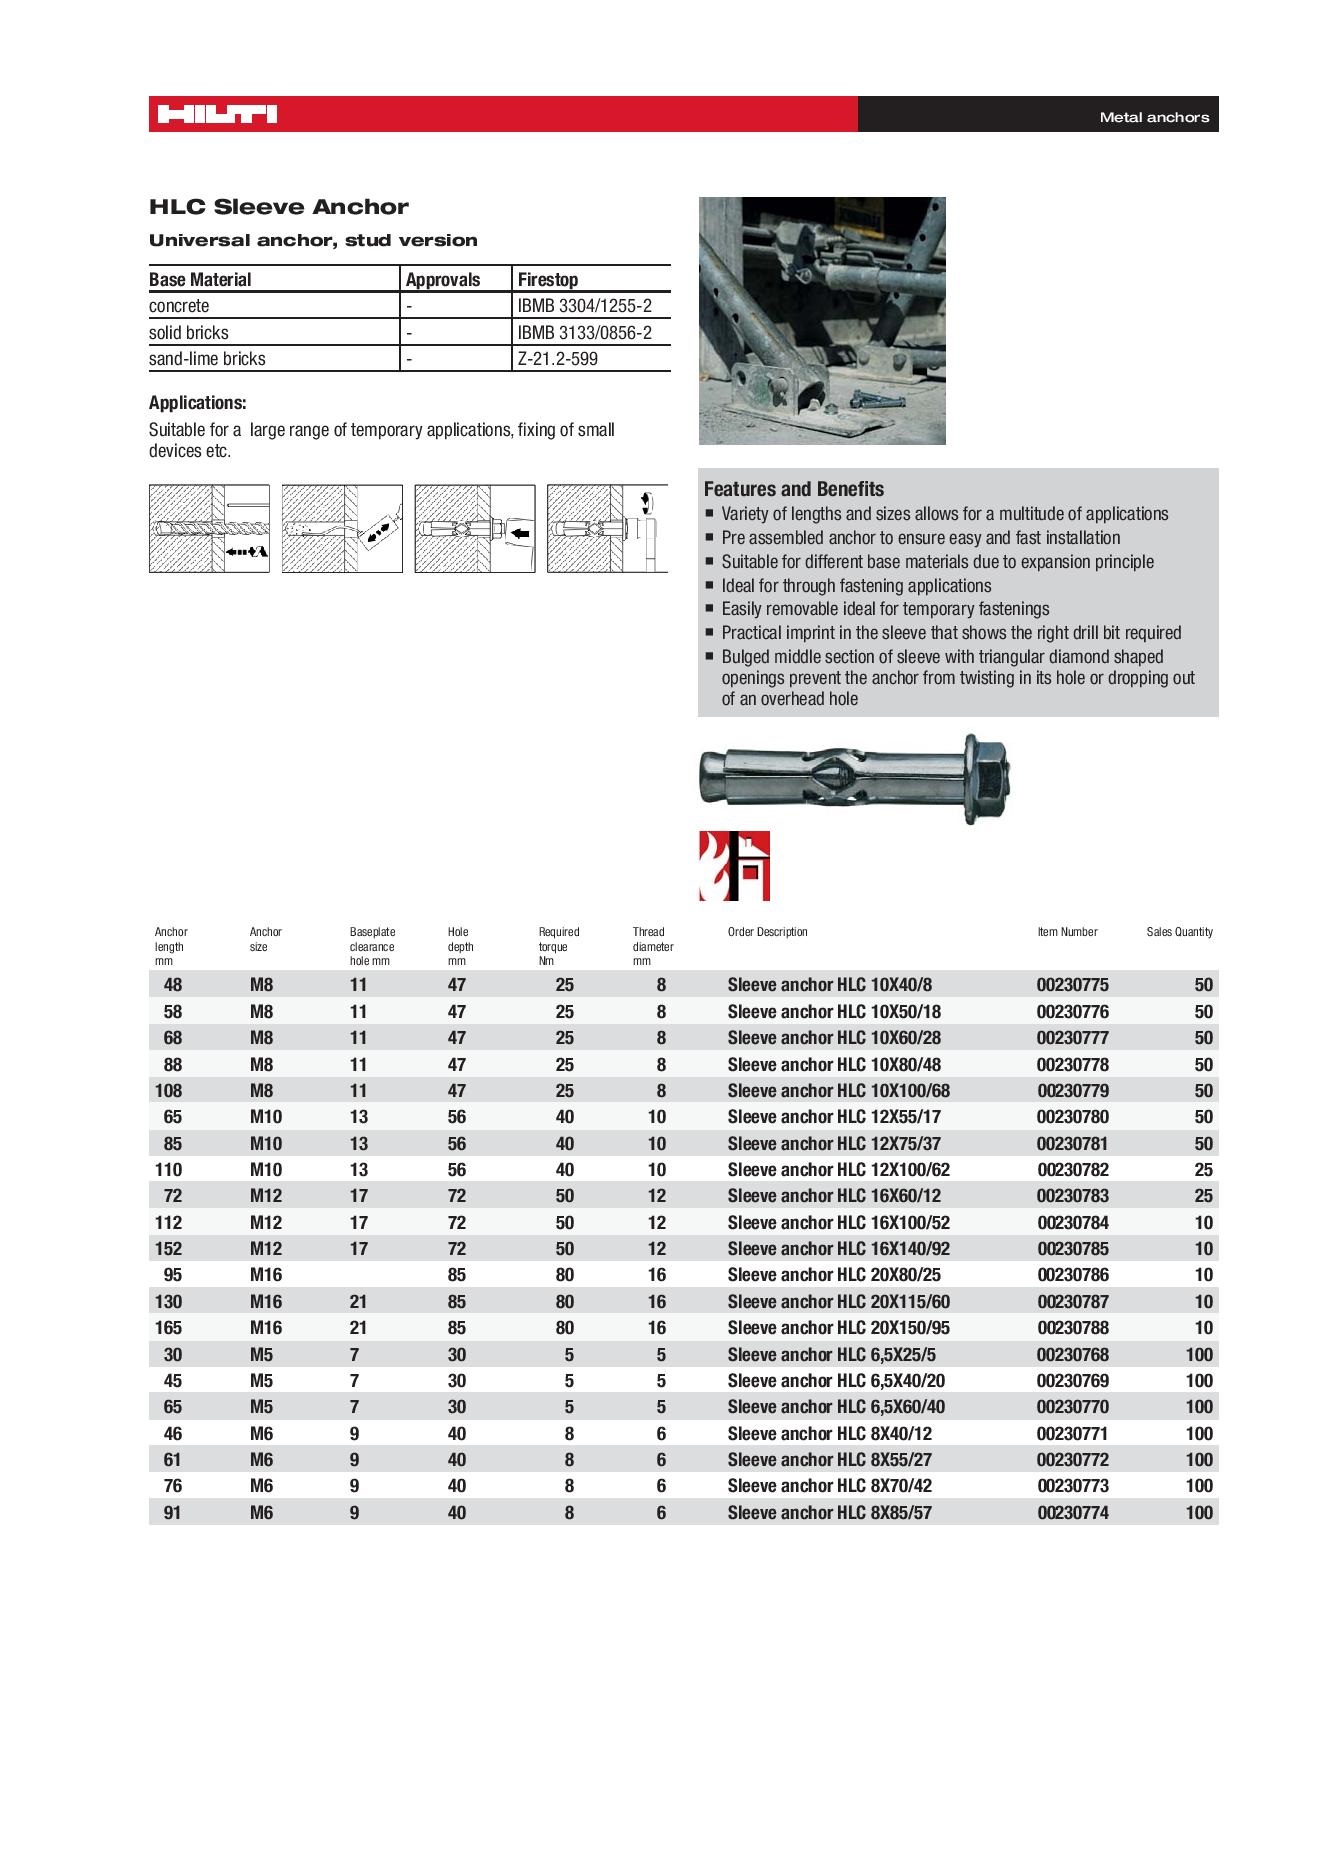 HILTI
Metal anchors
HLC Sleeve Anchor
Universal anchor, stud version
Base Material Approvals Firestop
concrete - IBMB 3304/1255-2
solid bricks - IBMB 3133/0856-2
sand-lime bricks - Z-21.2-599
Applications:
Suitable for a large range of temporary applications, fixing of small
devices etc.
Features and Benefits
■ Variety of lengths and sizes allows for a multitude of applications
■ Pre assembled anchor to ensure easy and fast installation
■ Suitable for different base materials due to expansion principle
■ Ideal for through fastening applications
■ Easily removable ideal for temporary fastenings
■ Practical imprint in the sleeve that shows the right drill bit required
■ Bulged middle section of sleeve with triangular diamond shaped
openings prevent the anchor from twisting in its hole or dropping out
of an overhead hole
Anchor Anchor Baseplate Hole Required Thread Order Description Item Number Sales Quantity
length size clearance depth torque diameter
mm hole mm mm Nm mm
48 M8 11 47 25 8 Sleeve anchor HLC 10X40/8 00230775 50
58 M8 11 47 25 8 Sleeve anchor HLC 10X50/18 00230776 50
68 M8 11 47 25 8 Sleeve anchor HLC 10X60/28 00230777 50
88 M8 11 47 25 8 Sleeve anchor HLC 10X80/48 00230778 50
108 M8 11 47 25 8 Sleeve anchor HLC 10X100/68 00230779 50
65 M10 13 56 40 10 Sleeve anchor HLC 12X55/17 00230780 50
85 M10 13 56 40 10 Sleeve anchor HLC 12X75/37 00230781 50
110 M10 13 56 40 10 Sleeve anchor HLC 12X100/62 00230782 25
72 M12 17 72 50 12 Sleeve anchor HLC 16X60/12 00230783 25
112 M12 17 72 50 12 Sleeve anchor HLC 16X100/52 00230784 10
152 M12 17 72 50 12 Sleeve anchor HLC 16X140/92 00230785 10
95 M16 85 80 16 Sleeve anchor HLC 20X80/25 00230786 10
130 M16 21 85 80 16 Sleeve anchor HLC 20X115/60 00230787 10
165 M16 21 85 80 16 Sleeve anchor HLC 20X150/95 00230788 10
30 M5 7 30 5 5 Sleeve anchor HLC 6,5X25/5 00230768 100
45 M5 7 30 5 5 Sleeve anchor HLC 6,5X40/20 00230769 100
65 M5 7 30 5 5 Sleeve anchor HLC 6,5X60/40 00230770 100
46 M6 9 40 8 6 Sleeve anchor HLC 8X40/12 00230771 100
61 M6 9 40 8 6 Sleeve anchor HLC 8X55/27 00230772 100
76 M6 9 40 8 6 Sleeve anchor HLC 8X70/42 00230773 100
91 M6 9 40 8 6 Sleeve anchor HLC 8X85/57 00230774 100